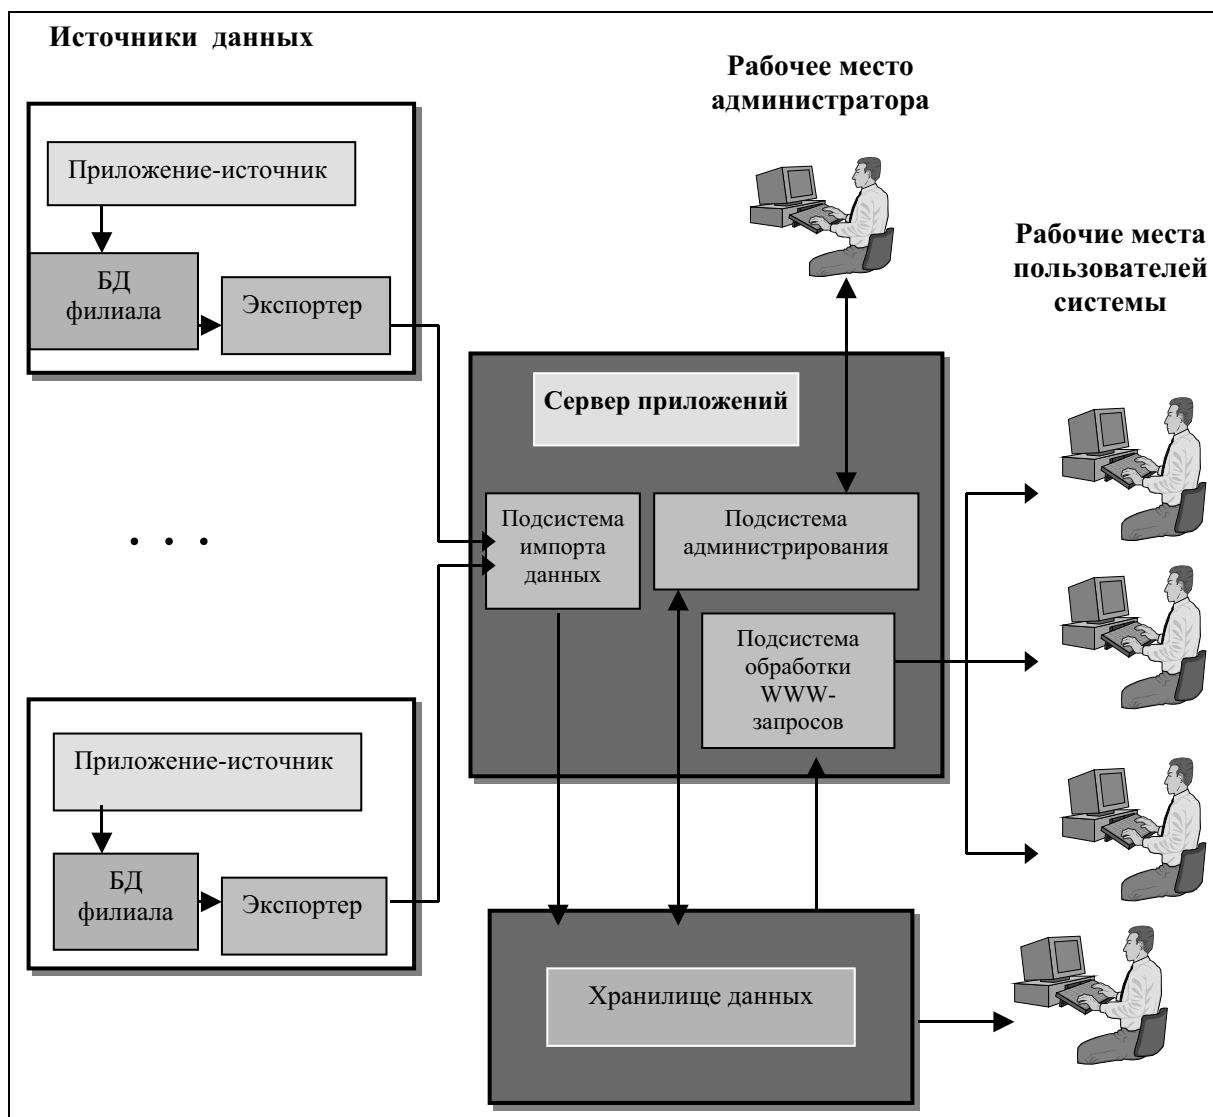 Источники данных
Рабочее место
администратора
Приложение-источник
БД
филиала
Экспортер
Рабочие места
пользователей
системы
Сервер приложений
Подсистема
импорта
данных
Подсистема
администрирования
. . .
Подсистема
обработки
WWW-
запросов
Приложение-источник
БД
филиала
Экспортер
Хранилище данных